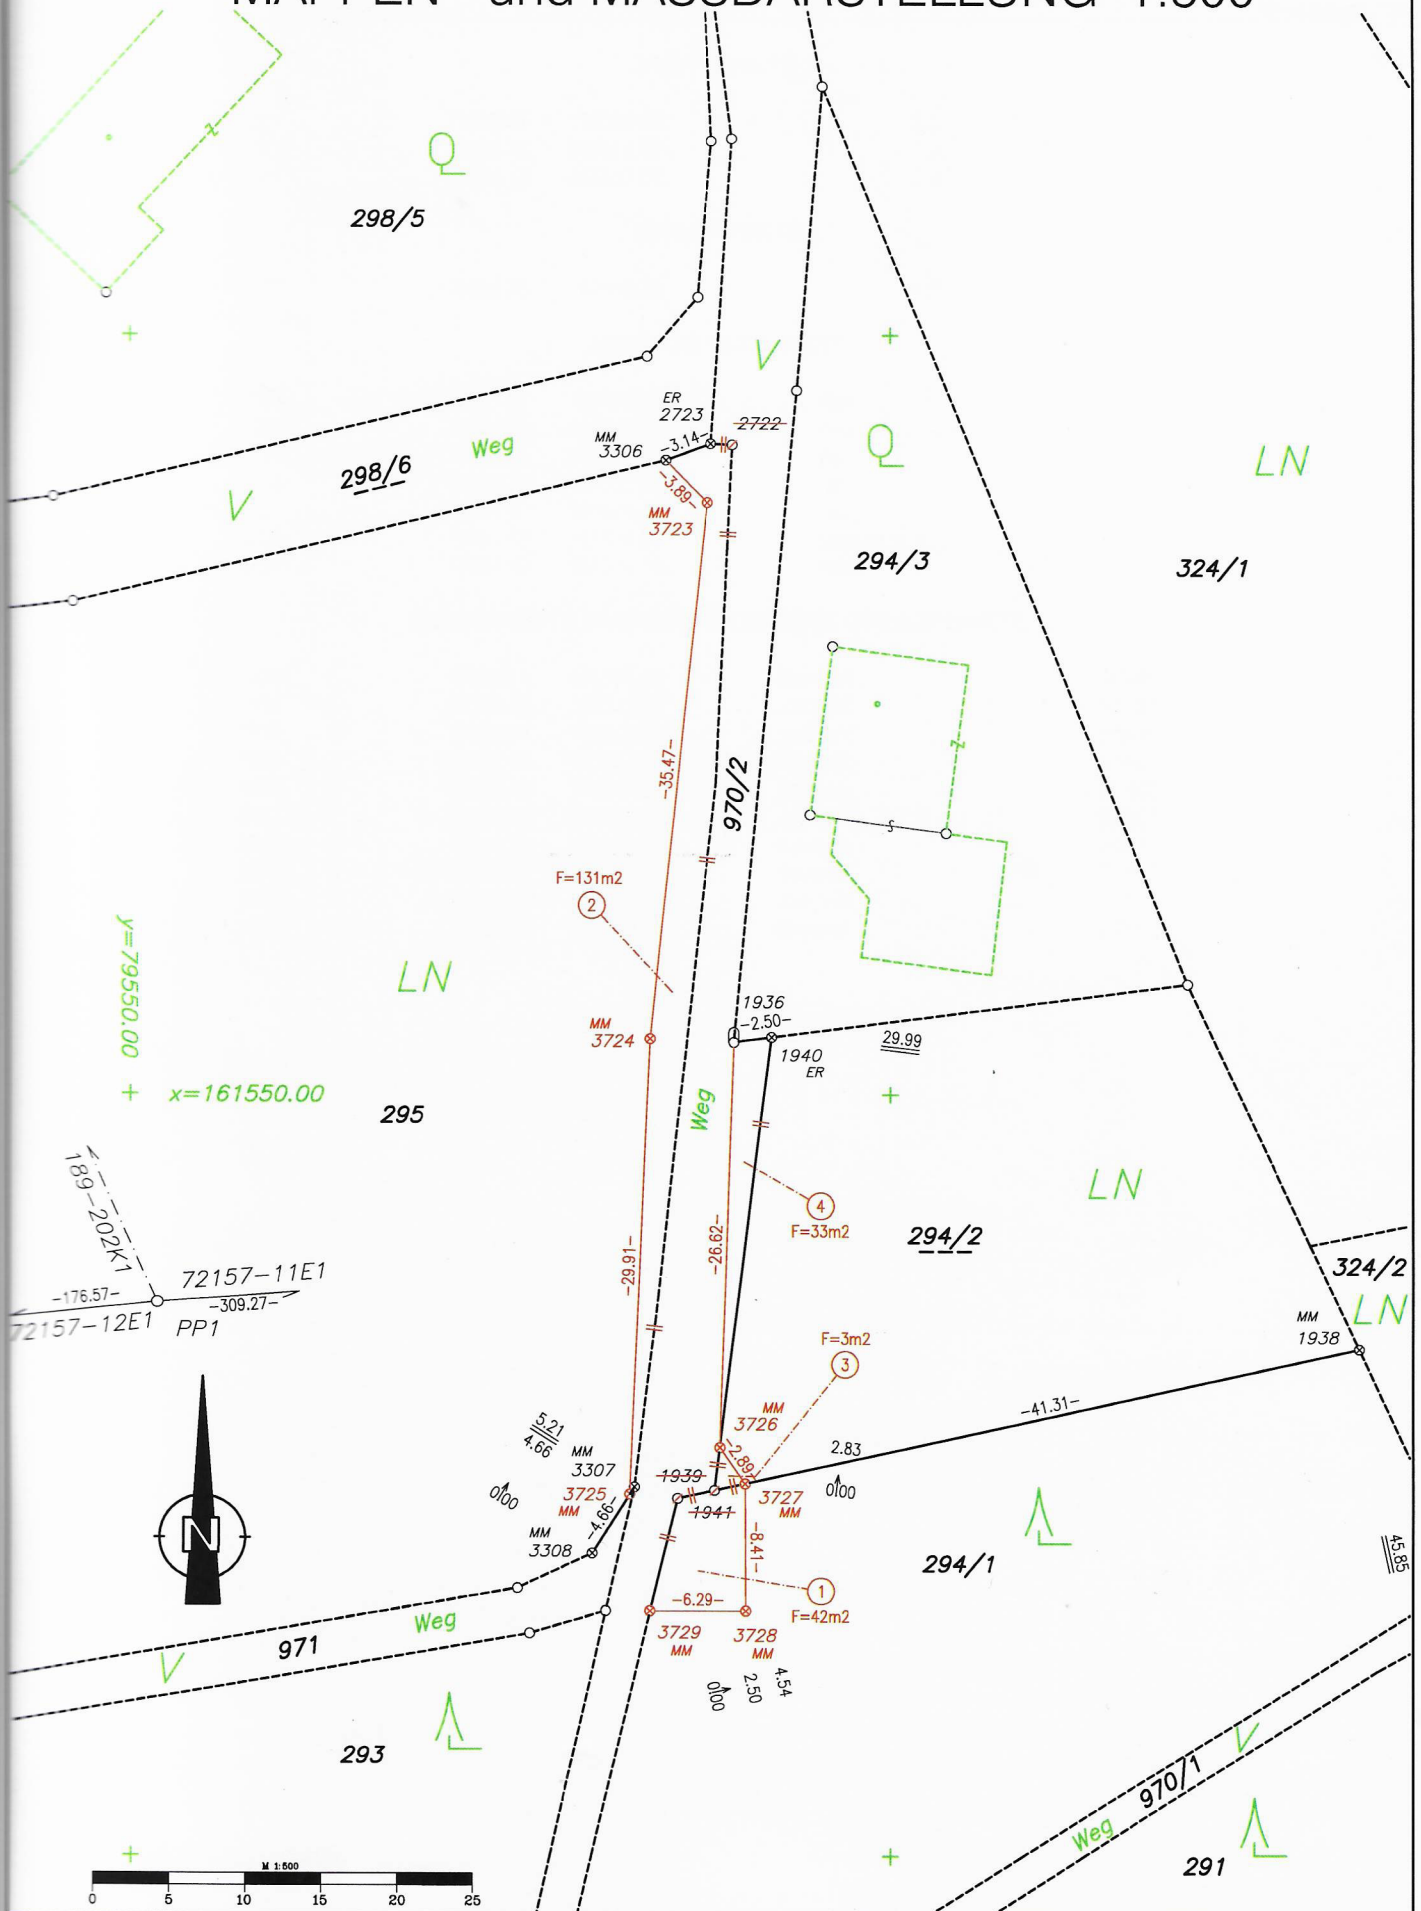 MAPPEN- und MASSDARSTELLUNG 1:500
298/5
Q
V
ER
2723
2722
MM
3306
-3.14-
Weg
298/6
V
-3.89-
MM
3723
Q
LN
294/3
324/1
-35.47-
970/2
F=131m2
2
y=79550.00
LN
MM
3724
1936
-2.50-
1940
ER
29.99
x=161550.00
295
Weg
189-202K1
LN
4
F=33m2
294/2
-26.62-
-29.91-
72157-11E1
-176.57-
-309.27-
72157-12E1
PP1
324/2
LN
MM
1938
F=3m2
3
-41.31-
MM
3726
-2.89-
2.83
5.21
4.66
MM
3307
1939
3725
MM
3727
MM
1941
0.00
0.00
-4.66-
MM
3308
N
-8.41-
294/1
45.85
1
F=42m2
-6.29-
Weg
971
V
3729
MM
3728
MM
0.00
2.50
4.54
293
V
970/1
Weg
291
M 1:500
0 5 10 15 20 25